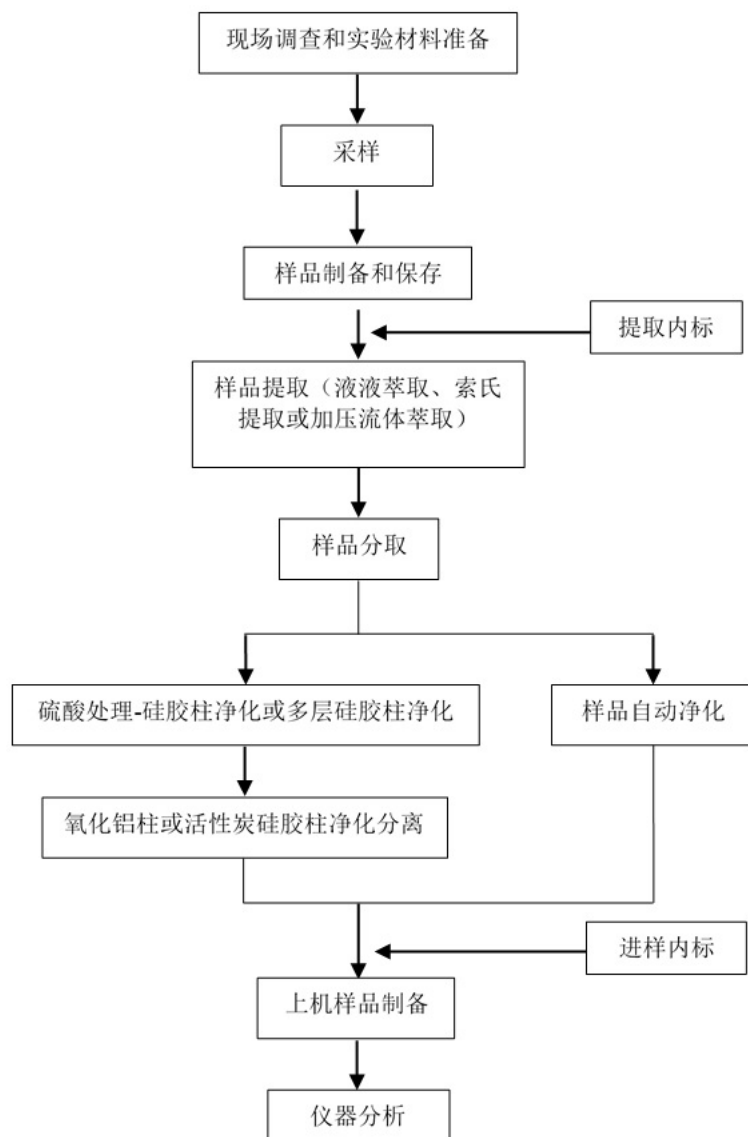 现场调查和实验材料准备
采样
样品制备和保存
提取内标
样品提取（液液萃取、索氏
提取或加压流体萃取）
样品分取
硫酸处理-硅胶柱净化或多层硅胶柱净化
样品自动净化
氧化铝柱或活性炭硅胶柱净化分离
进样内标
上机样品制备
仪器分析